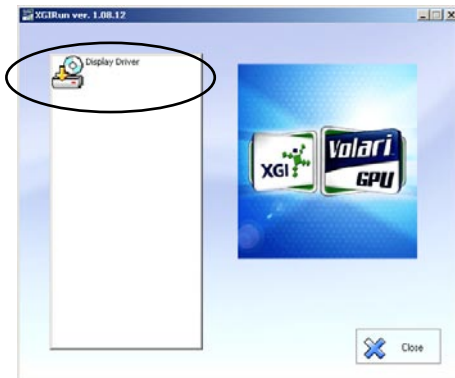 XGIRun ver. 1.08.12
Display Driver
XGI
Volari
GPU
Close